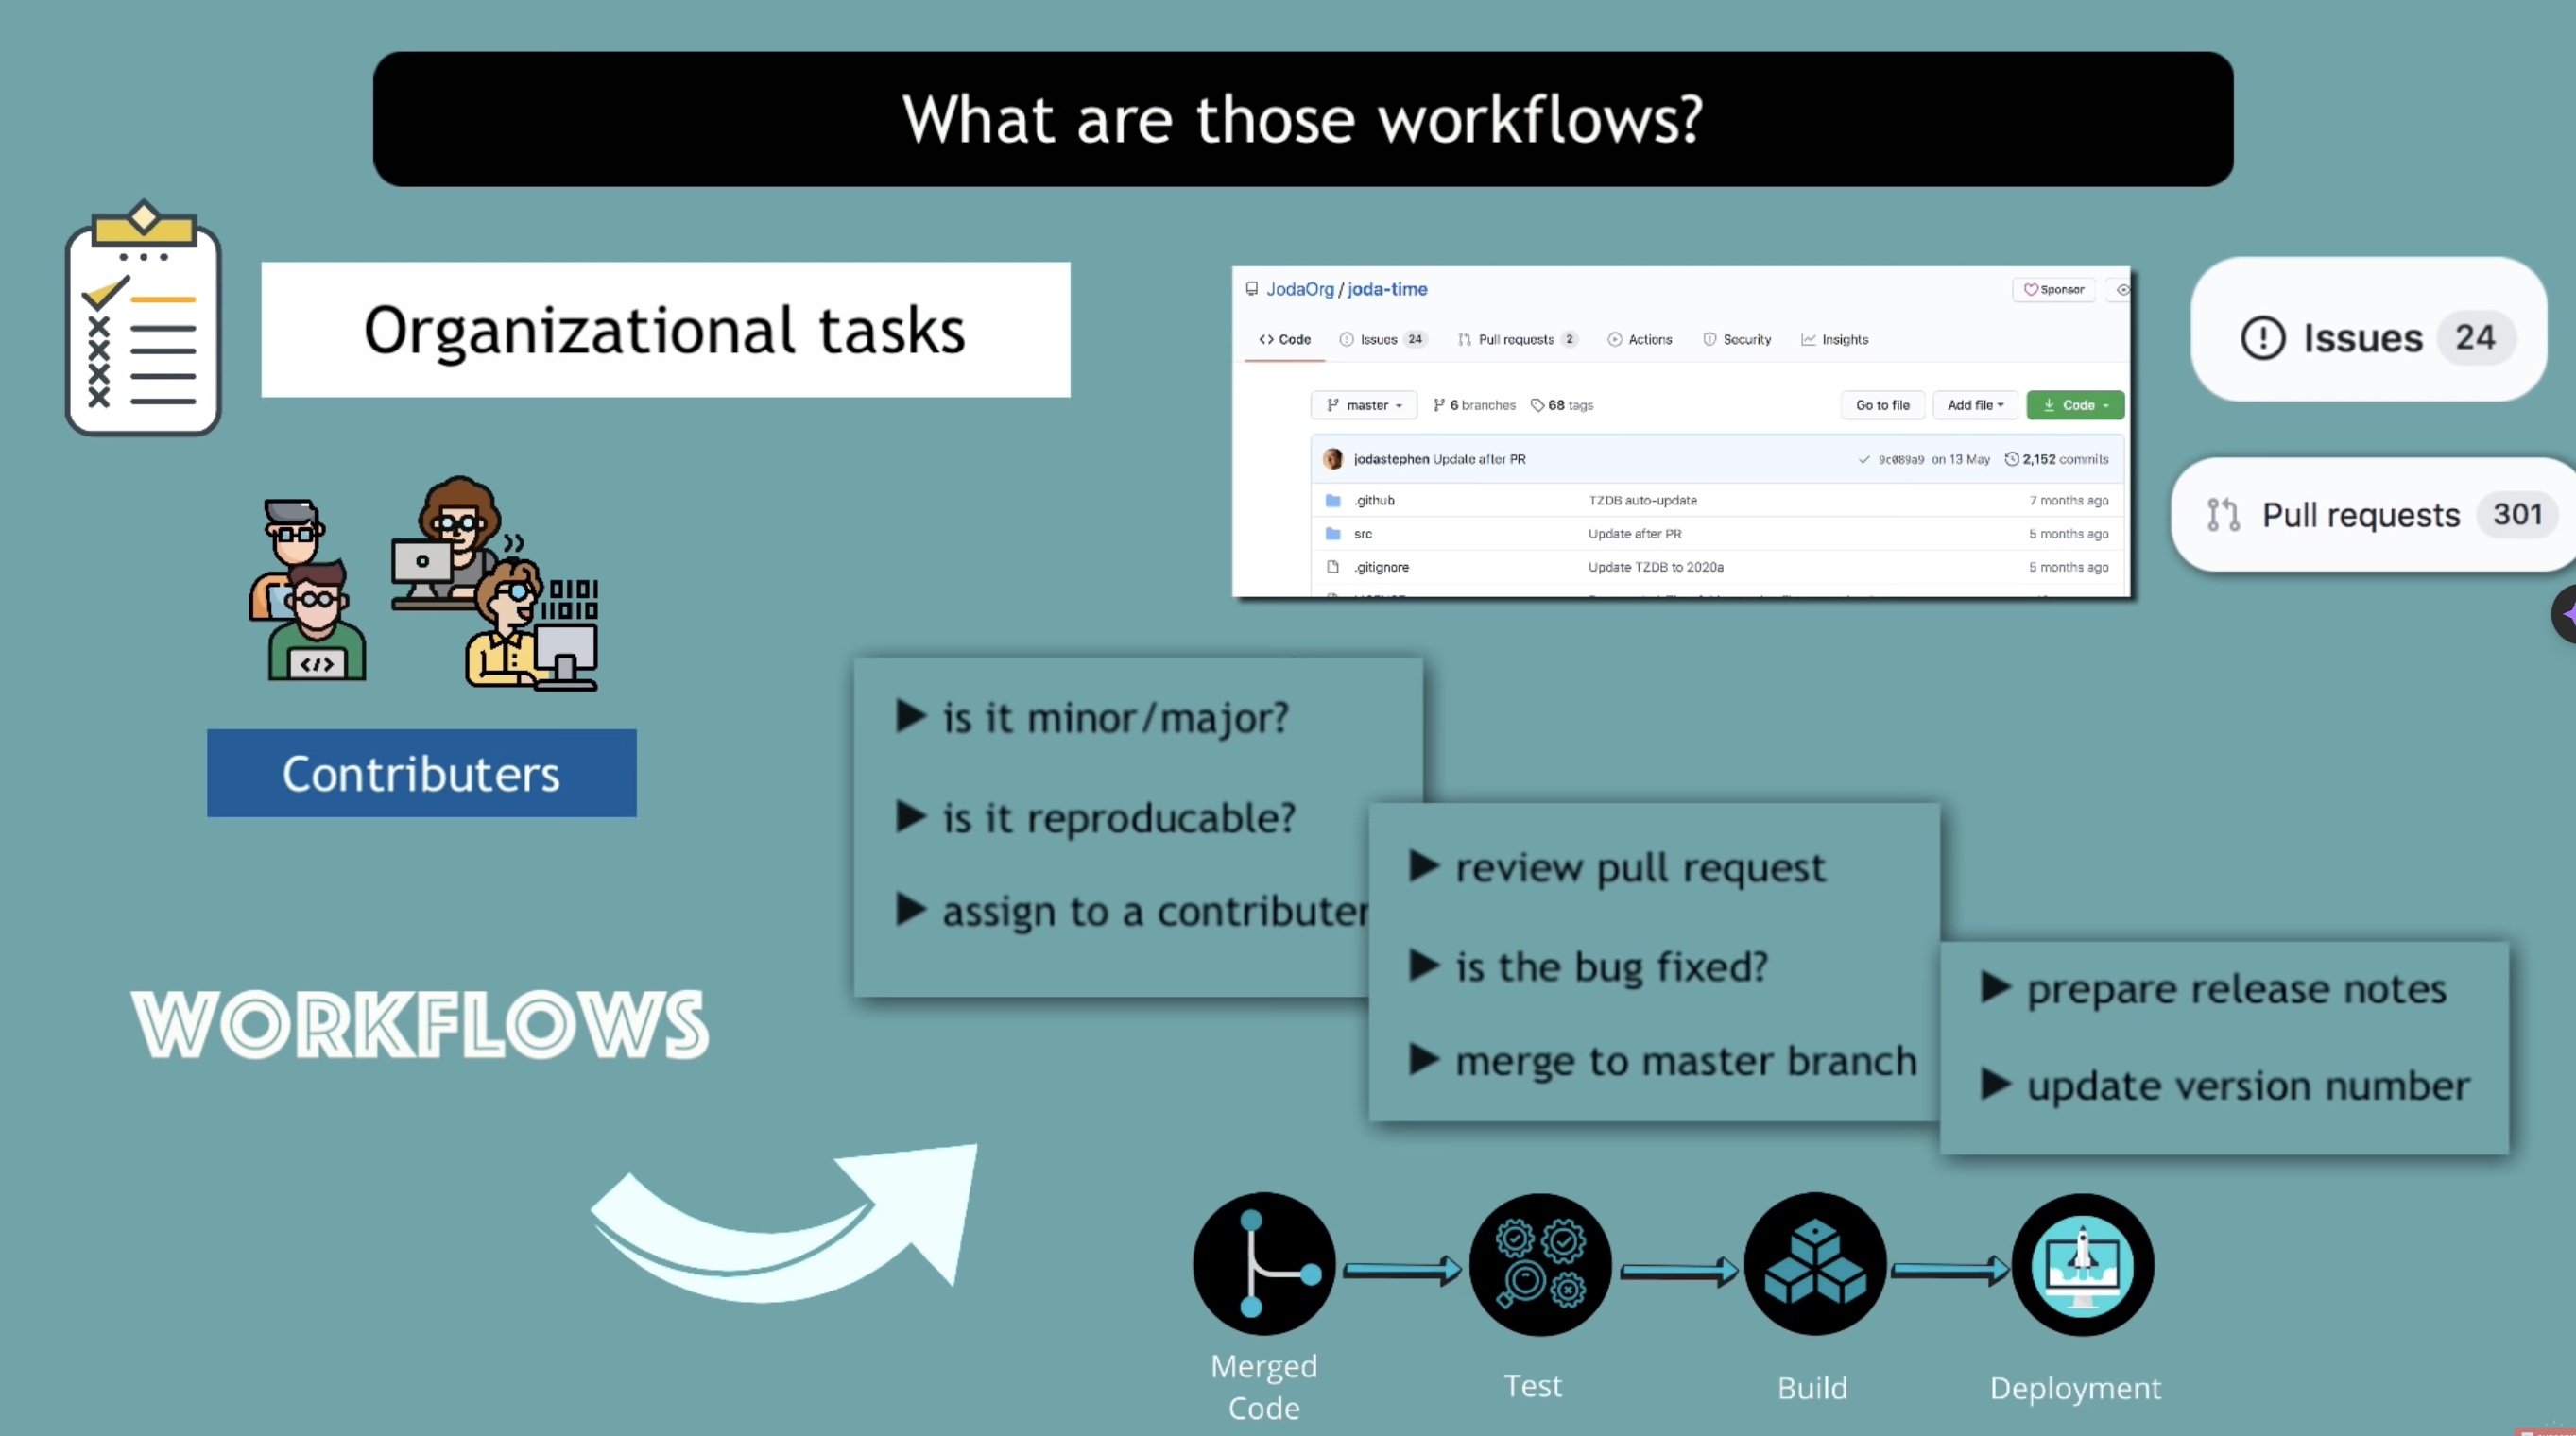 What are those workflows?
Organizational tasks
JodaOrg / joda-time
Sponsor
Code Issues 24 Pull requests 2 Actions Security Insights
master 6 branches 68 tags Go to file Add file Code
jodastephen Update after PR 9c089a9 on 13 May 2,152 commits
.github TZDB auto-update 7 months ago
src Update after PR 5 months ago
.gitignore Update TZDB to 2020a 5 months ago
Issues 24
Pull requests 301
</>
0101
11010
Contributers
WORKFLOWS
▶ is it minor/major?
▶ is it reproducable?
▶ assign to a contributer
▶ review pull request
▶ is the bug fixed?
▶ merge to master branch
▶ prepare release notes
▶ update version number
Merged
Code
Test
Build
Deployment